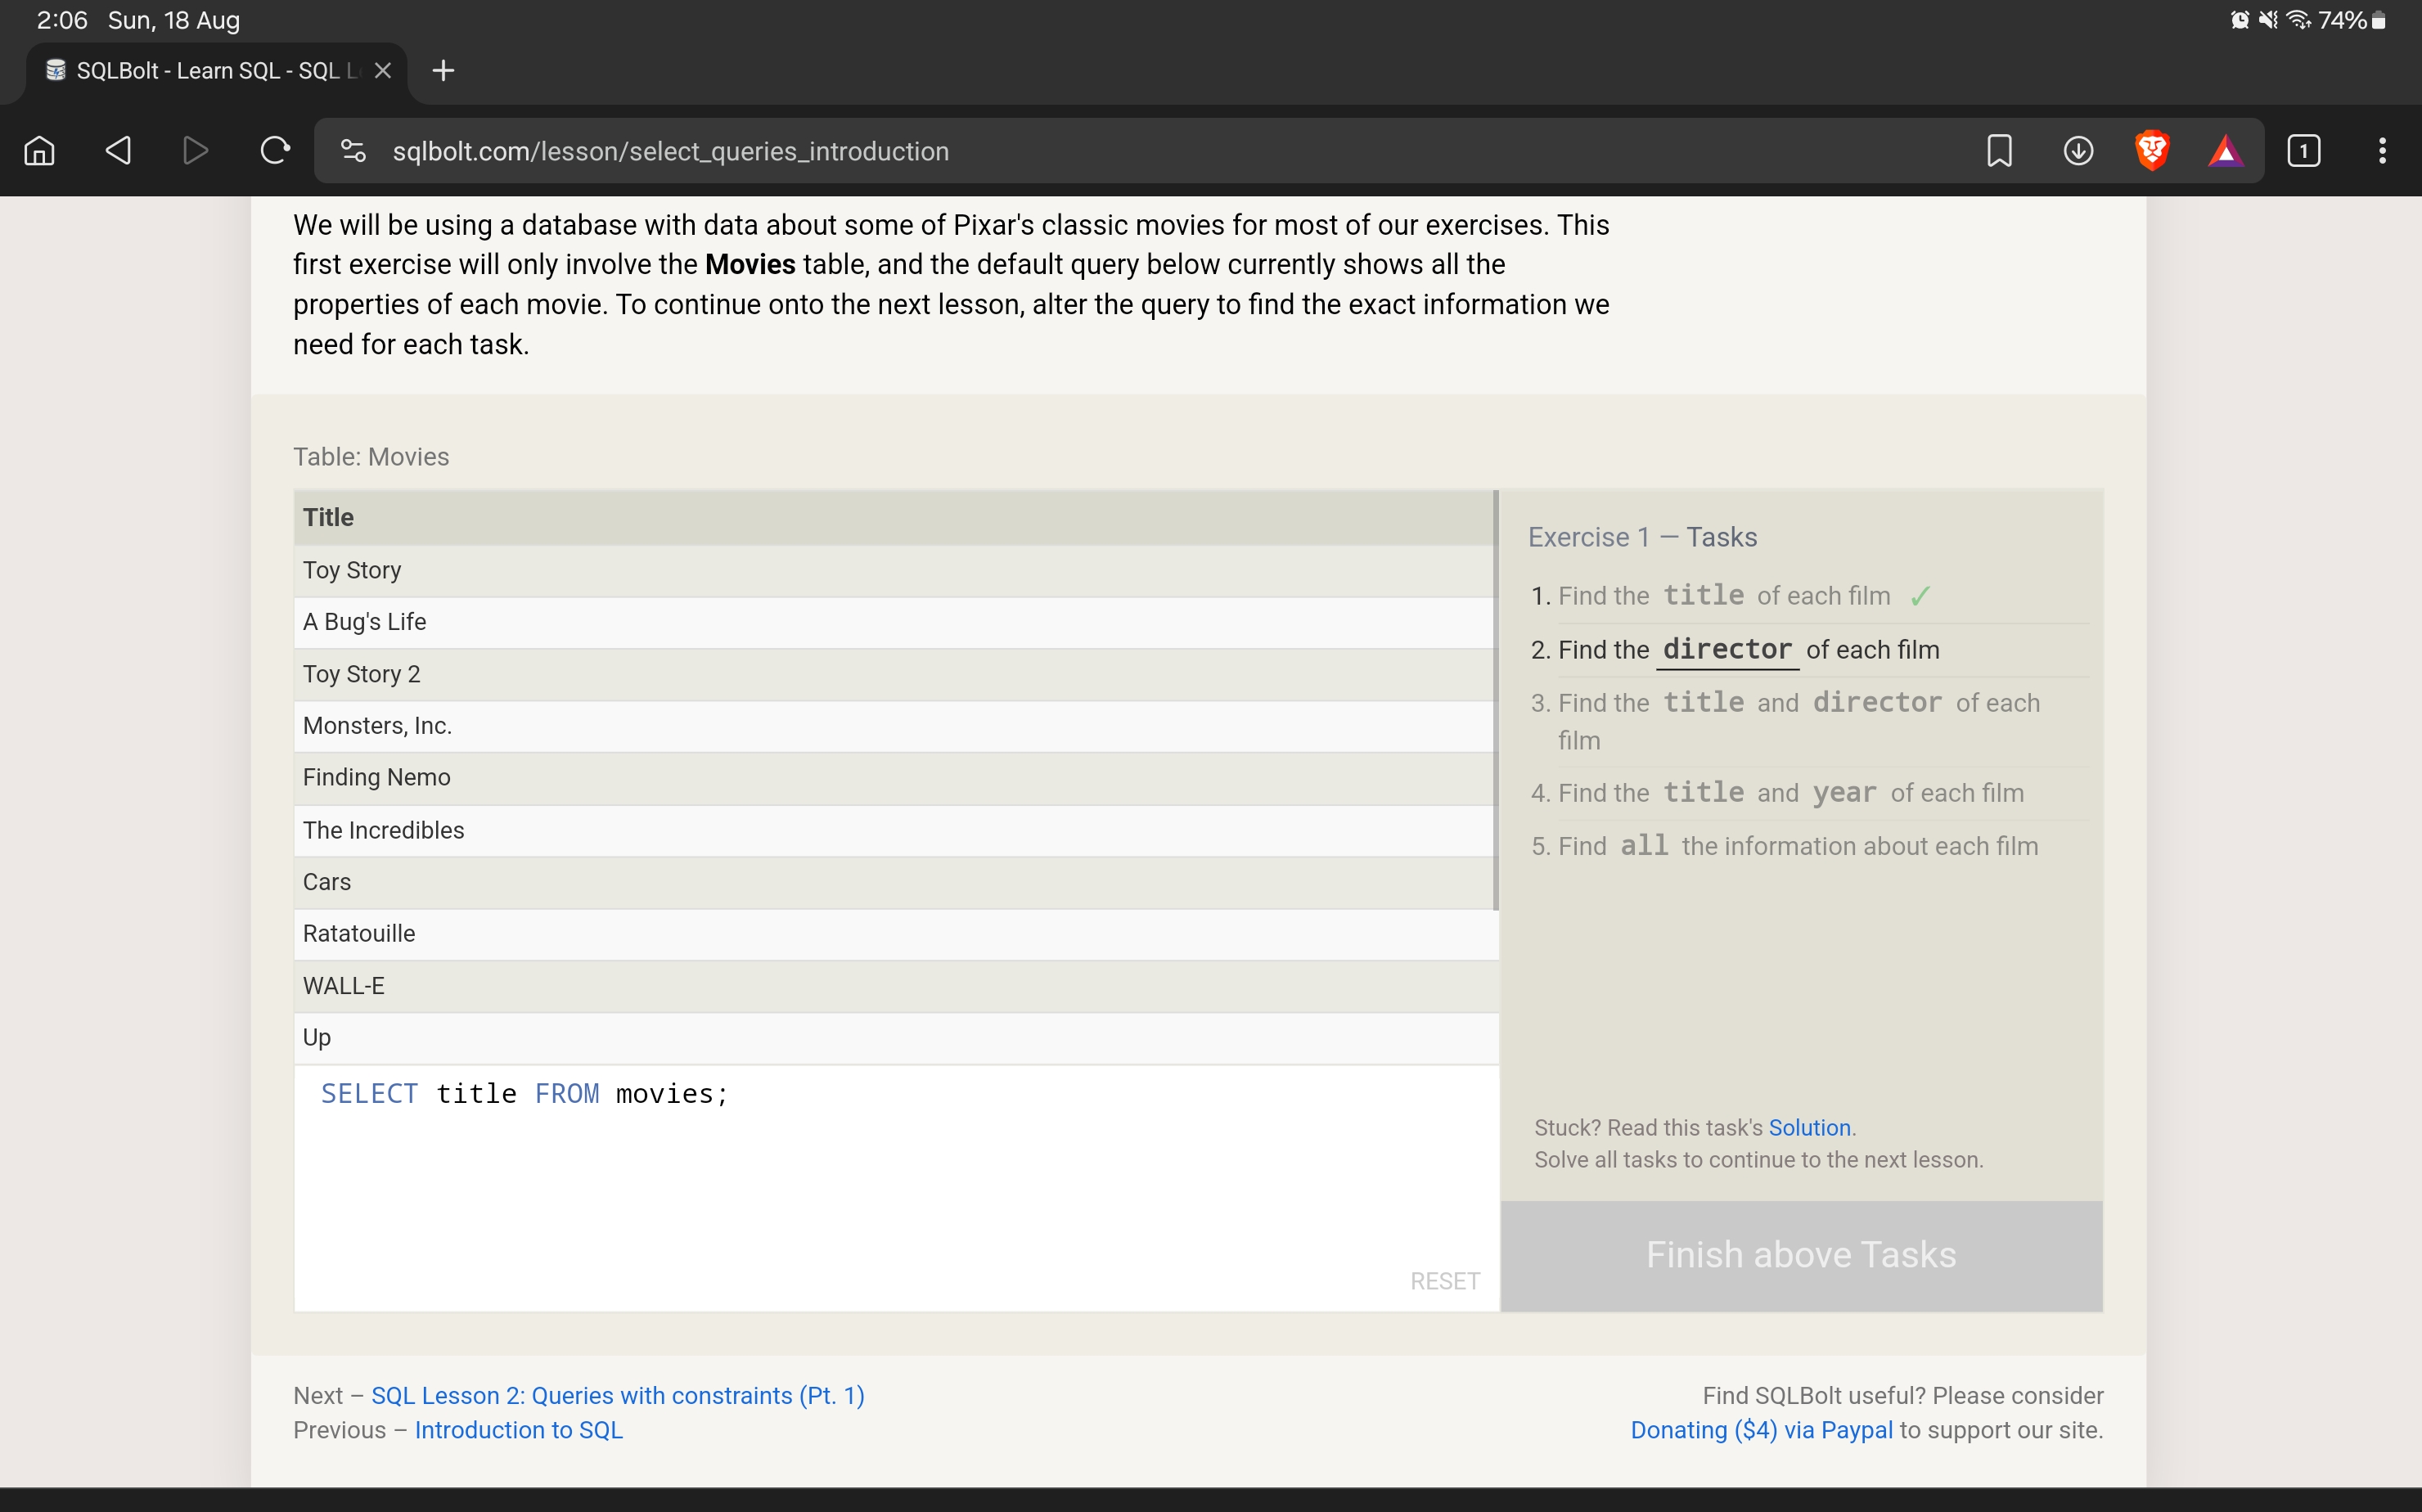 2:06 Sun, 18 Aug
74%
SQLBolt - Learn SQL - SQL
sqlbolt.com/lesson/select_queries_introduction
1
We will be using a database with data about some of Pixar's classic movies for most of our exercises. This
first exercise will only involve the Movies table, and the default query below currently shows all the
properties of each movie. To continue onto the next lesson, alter the query to find the exact information we
need for each task.
Table: Movies
Title
Toy Story
A Bug's Life
Toy Story 2
Monsters, Inc.
Finding Nemo
The Incredibles
Cars
Ratatouille
WALL-E
Up
SELECT title FROM movies;
RESET
Exercise 1 — Tasks
1. Find the title of each film ✓
2. Find the director of each film
3. Find the title and director of each
film
4. Find the title and year of each film
5. Find all the information about each film
Stuck? Read this task's Solution.
Solve all tasks to continue to the next lesson.
Finish above Tasks
Next – SQL Lesson 2: Queries with constraints (Pt. 1)
Previous – Introduction to SQL
Find SQLBolt useful? Please consider
Donating ($4) via Paypal to support our site.